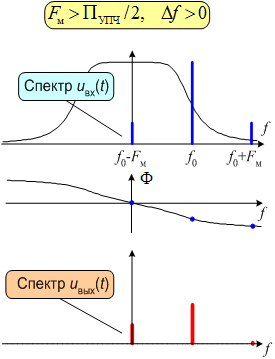 Fм > ПУПЧ/2, Δf > 0
Спектр uвх(t)
f
f0-Fм f0 f0+Fм
Φ
f
Спектр uвых(t)
f